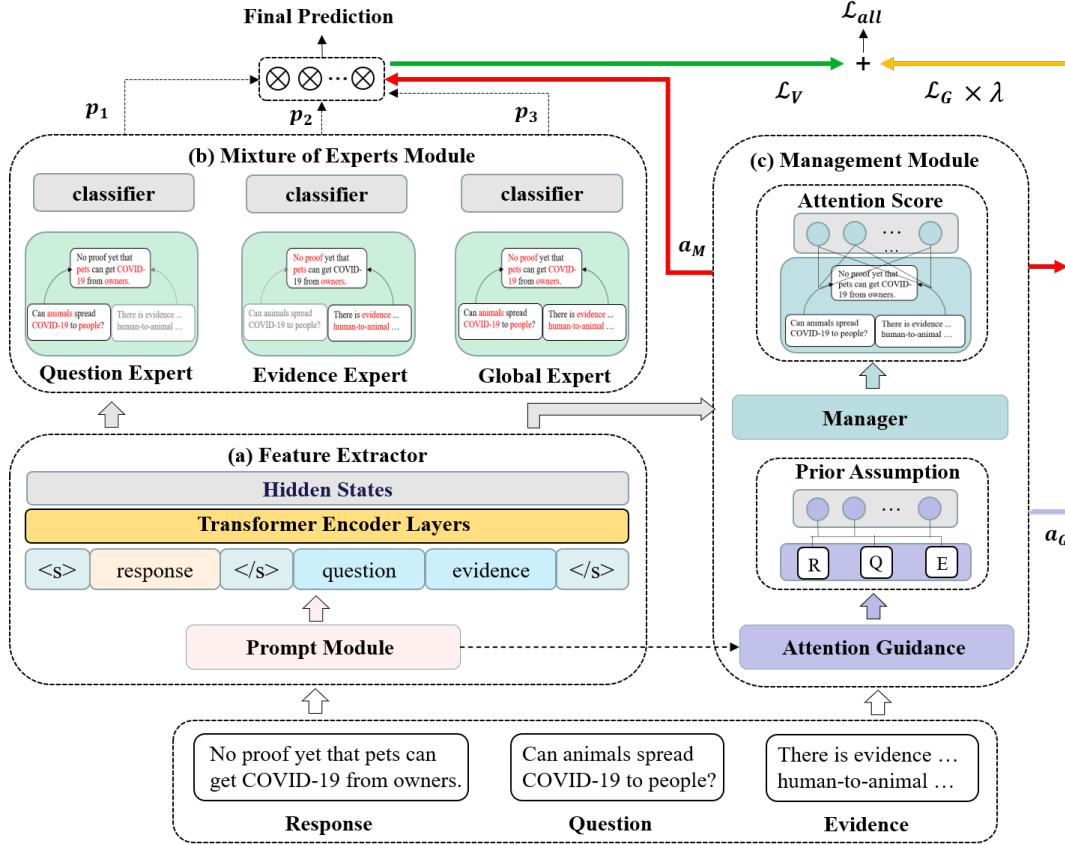 Final Prediction
ℒ_all
+
ℒ_V
ℒ_G × λ
p_1
p_2
p_3
(b) Mixture of Experts Module
classifier
classifier
classifier
No proof yet that
pets can get COVID-
19 from owners.
Can animals spread
COVID-19 to people?
There is evidence ...
human-to-animal …
Question Expert
No proof yet that
pets can get COVID-
19 from owners.
Can animals spread
COVID-19 to people?
There is evidence ...
human-to-animal …
Evidence Expert
No proof yet that
pets can get COVID-
19 from owners.
Can animals spread
COVID-19 to people?
There is evidence ...
human-to-animal …
Global Expert
a_M
(c) Management Module
Attention Score
…
...
No proof yet that
pets can get COVID-
19 from owners.
Can animals spread
COVID-19 to people?
There is evidence ...
human-to-animal …
Manager
Prior Assumption
…
R
Q
E
a_G
Attention Guidance
(a) Feature Extractor
Hidden States
Transformer Encoder Layers
<s>
response
</s>
question
evidence
</s>
Prompt Module
No proof yet that pets can
get COVID-19 from owners.
Response
Can animals spread
COVID-19 to people?
Question
There is evidence …
human-to-animal …
Evidence